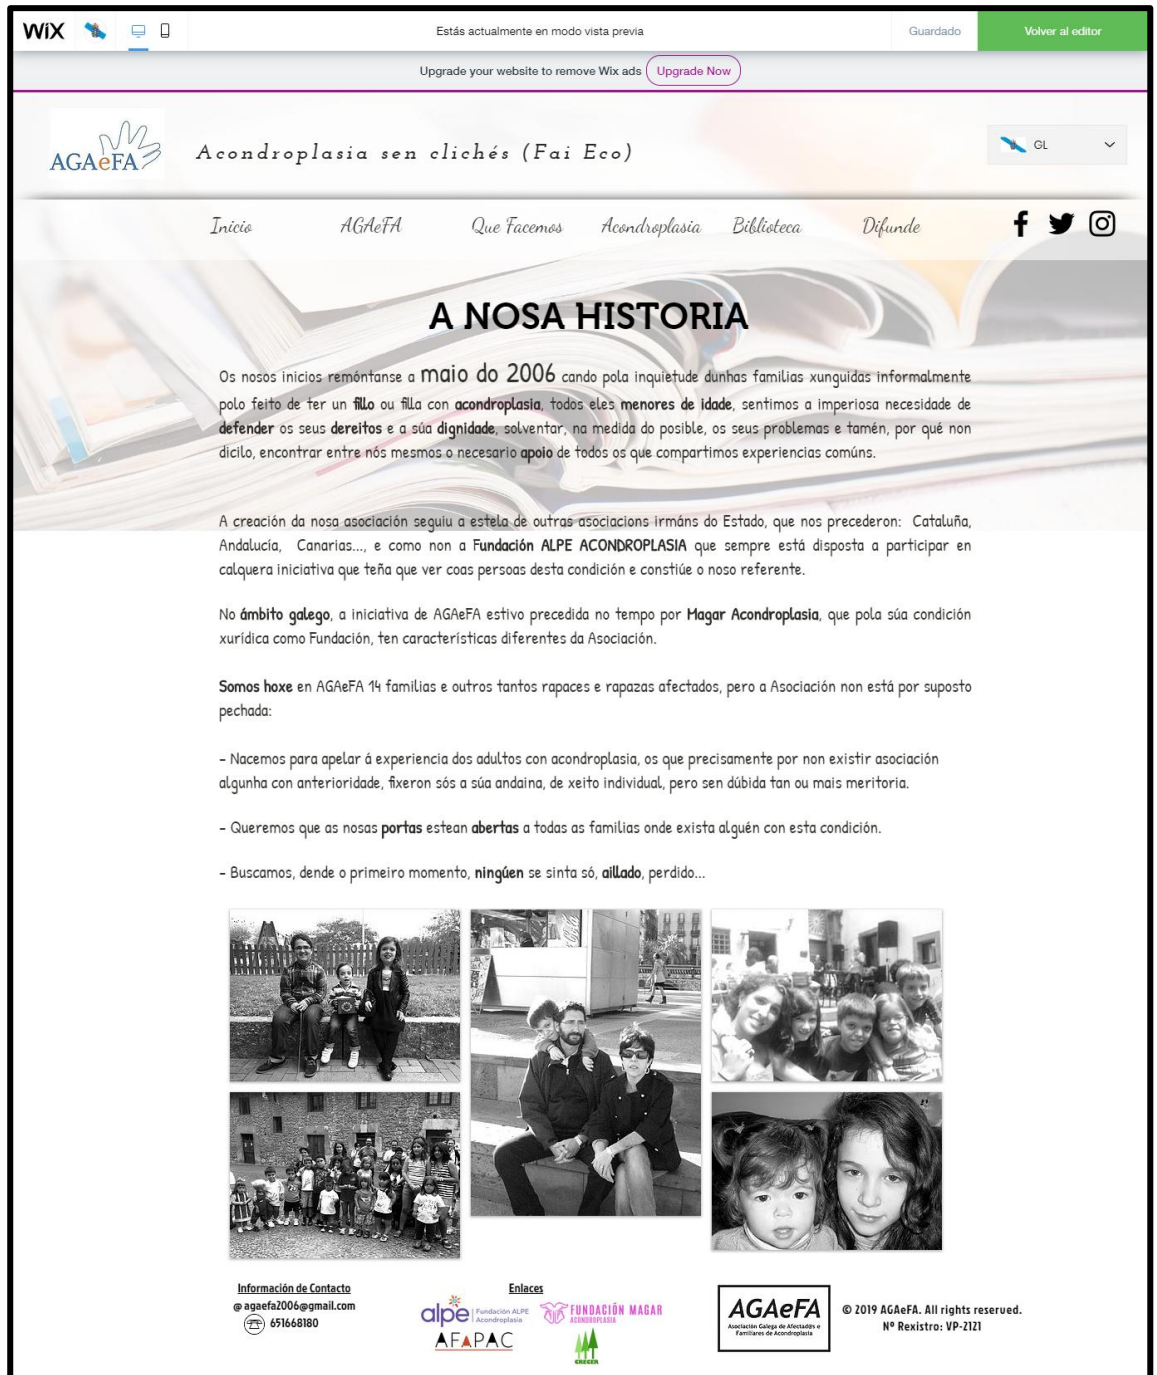 WiX
Estás actualmente en modo vista previa
Guardado
Volver al editor
Upgrade your website to remove Wix ads
Upgrade Now
AGAeFA
Acondroplasia sen clichés (Fai Eco)
GL
Inicio
AGAeFA
Que Facemos
Acondroplasia
Biblioteca
Difunde
A NOSA HISTORIA
Os nosos inicios remóntanse a maio do 2006 cando pola inquietude dunhas familias xunguidas informalmente
polo feito de ter un fillo ou filla con acondroplasia, todos eles menores de idade, sentimos a imperiosa necesidade de
defender os seus dereitos e a súa dignidade, solventar, na medida do posible, os seus problemas e tamén, por qué non
dicilo, encontrar entre nós mesmos o necesario apoio de todos os que compartimos experiencias comúns.
A creación da nosa asociación seguiu a estela de outras asociacions irmáns do Estado, que nos precederon: Cataluña,
Andalucía, Canarias..., e como non a Fundación ALPE ACONDROPLASIA que sempre está disposta a participar en
calquera iniciativa que teña que ver coas persoas desta condición e constiúe o noso referente.
No ámbito galego, a iniciativa de AGAeFA estivo precedida no tempo por Magar Acondroplasia, que pola súa condición
xurídica como Fundación, ten características diferentes da Asociación.
Somos hoxe en AGAeFA 14 familias e outros tantos rapaces e rapazas afectados, pero a Asociación non está por suposto
pechada:
- Nacemos para apelar á experiencia dos adultos con acondroplasia, os que precisamente por non existir asociación
algunha con anterioridade, fixeron sós a súa andaina, de xeito individual, pero sen dúbida tan ou mais meritoria.
- Queremos que as nosas portas estean abertas a todas as familias onde exista alguén con esta condición.
- Buscamos, dende o primeiro momento, ningúen se sinta só, aillado, perdido...
Información de Contacto
@ agaefa2006@gmail.com
651668180
Enlaces
alpe Fundación ALPE
Acondroplasia
FUNDACIÓN MAGAR
ACONDROPLASIA
AFAPAC
CRECER
AGAeFA
Asociación Galega de Afectad@s e
Familiares de Acondroplasia
© 2019 AGAeFA. All rights reserved.
Nº Rexistro: VP-2121